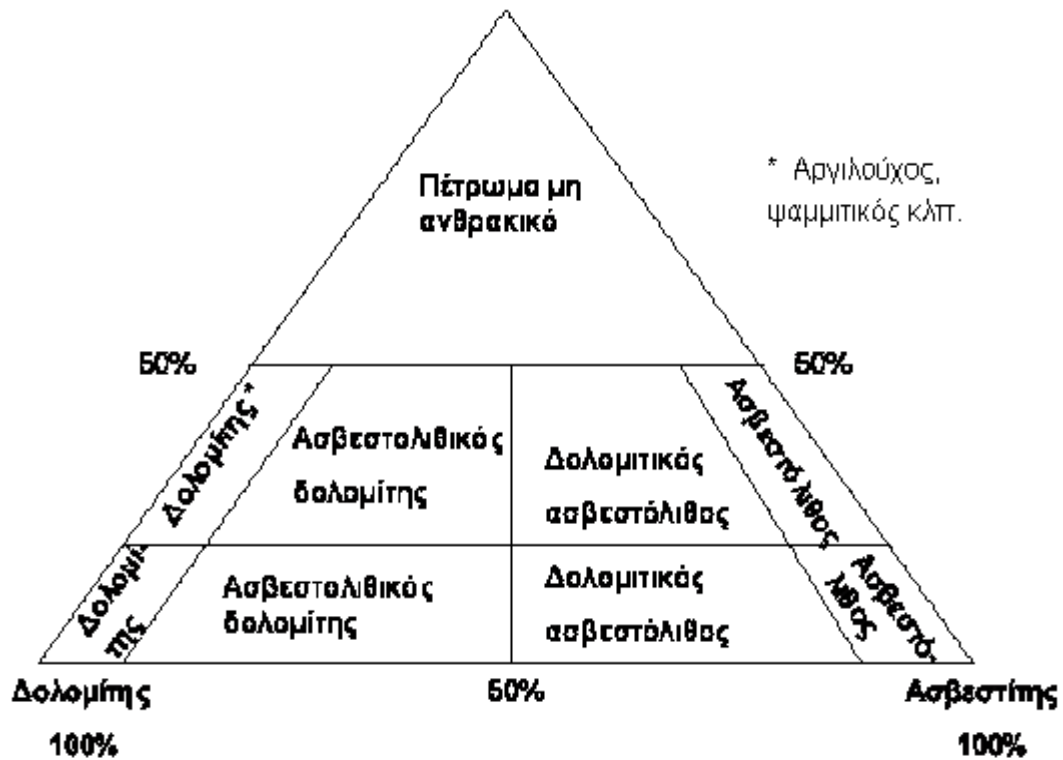 Πέτρωμα μη
ανθρακικό
* Αργιλούχος,
ψαμμιτικός κλπ.
50%
50%
Δολομίτης *
Ασβεστολιθικός
δολομίτης
Δολομιτικός
ασβεστόλιθος
Ασβεστόλιθος
Δολομί-
της
Ασβεστολιθικός
δολομίτης
Δολομιτικός
ασβεστόλιθος
Ασβεστό-
λιθος
Δολομίτης
50%
Ασβεστίτης
100%
100%